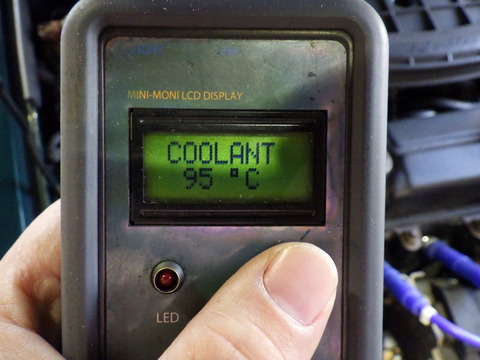 MINI-MONI LCD DISPLAY
COOLANT
95 °C
LED